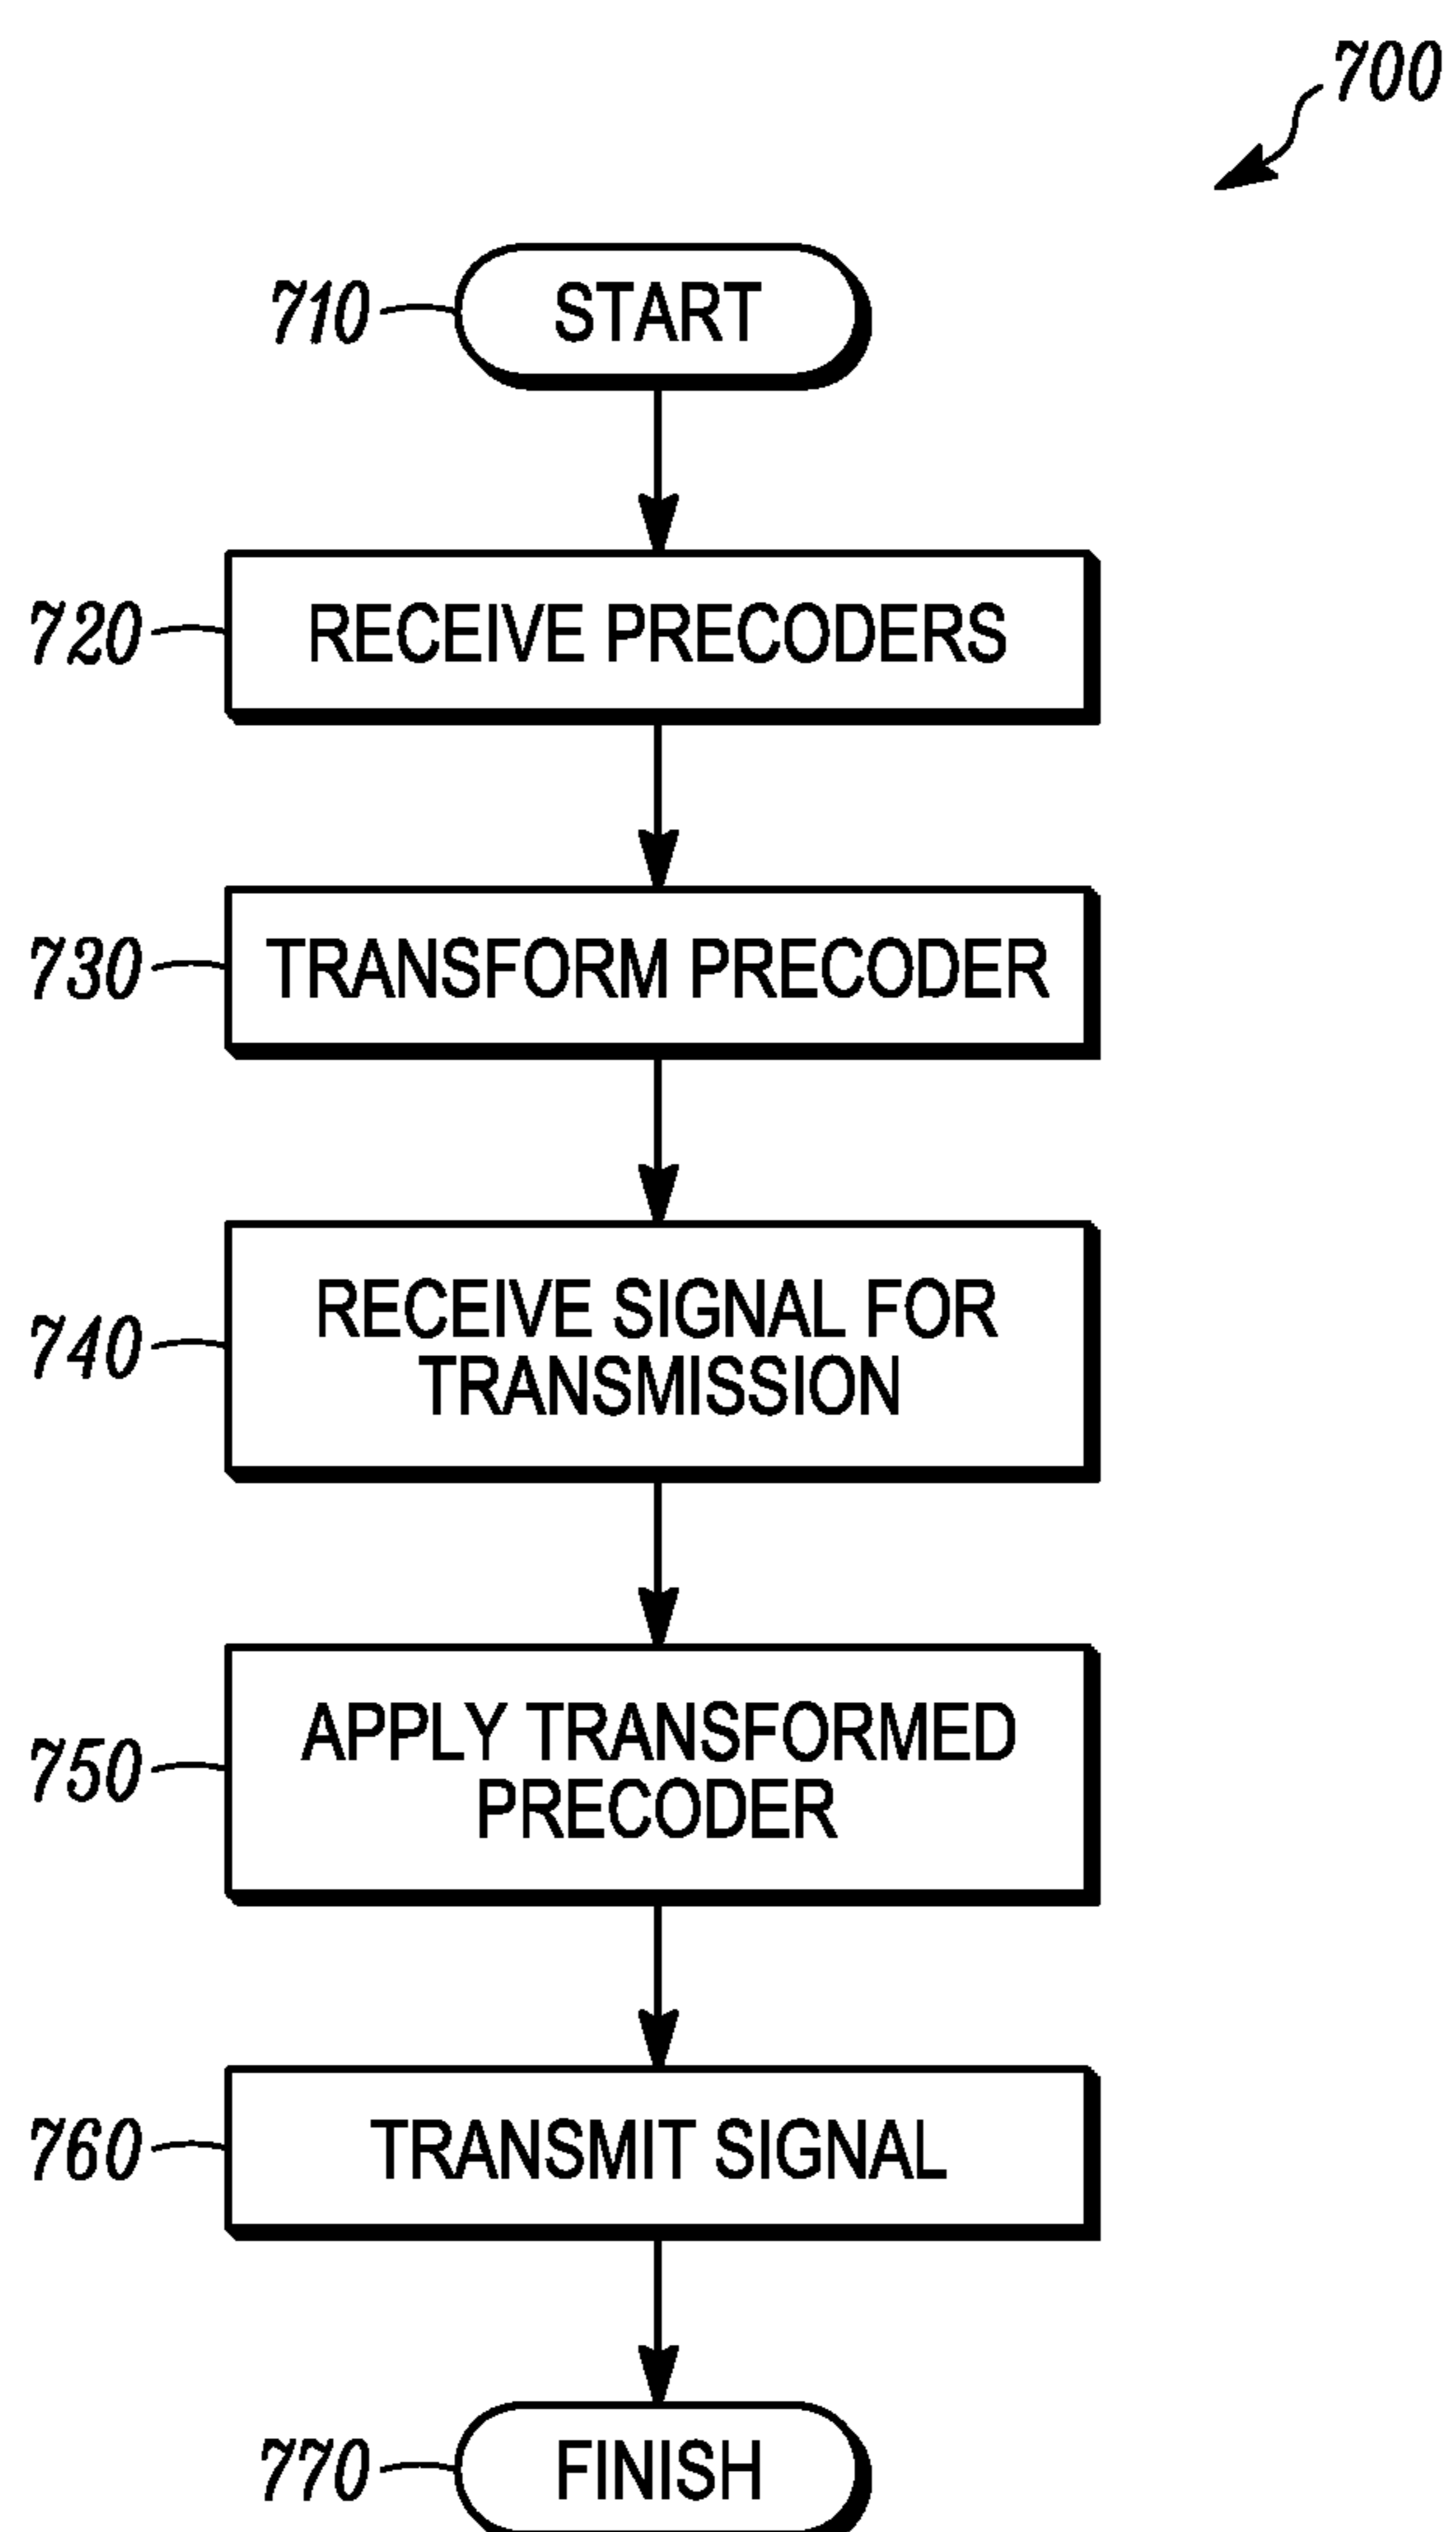 700
710 START
720 RECEIVE PRECODERS
730 TRANSFORM PRECODER
740 RECEIVE SIGNAL FOR
TRANSMISSION
750 APPLY TRANSFORMED
PRECODER
760 TRANSMIT SIGNAL
770 FINISH